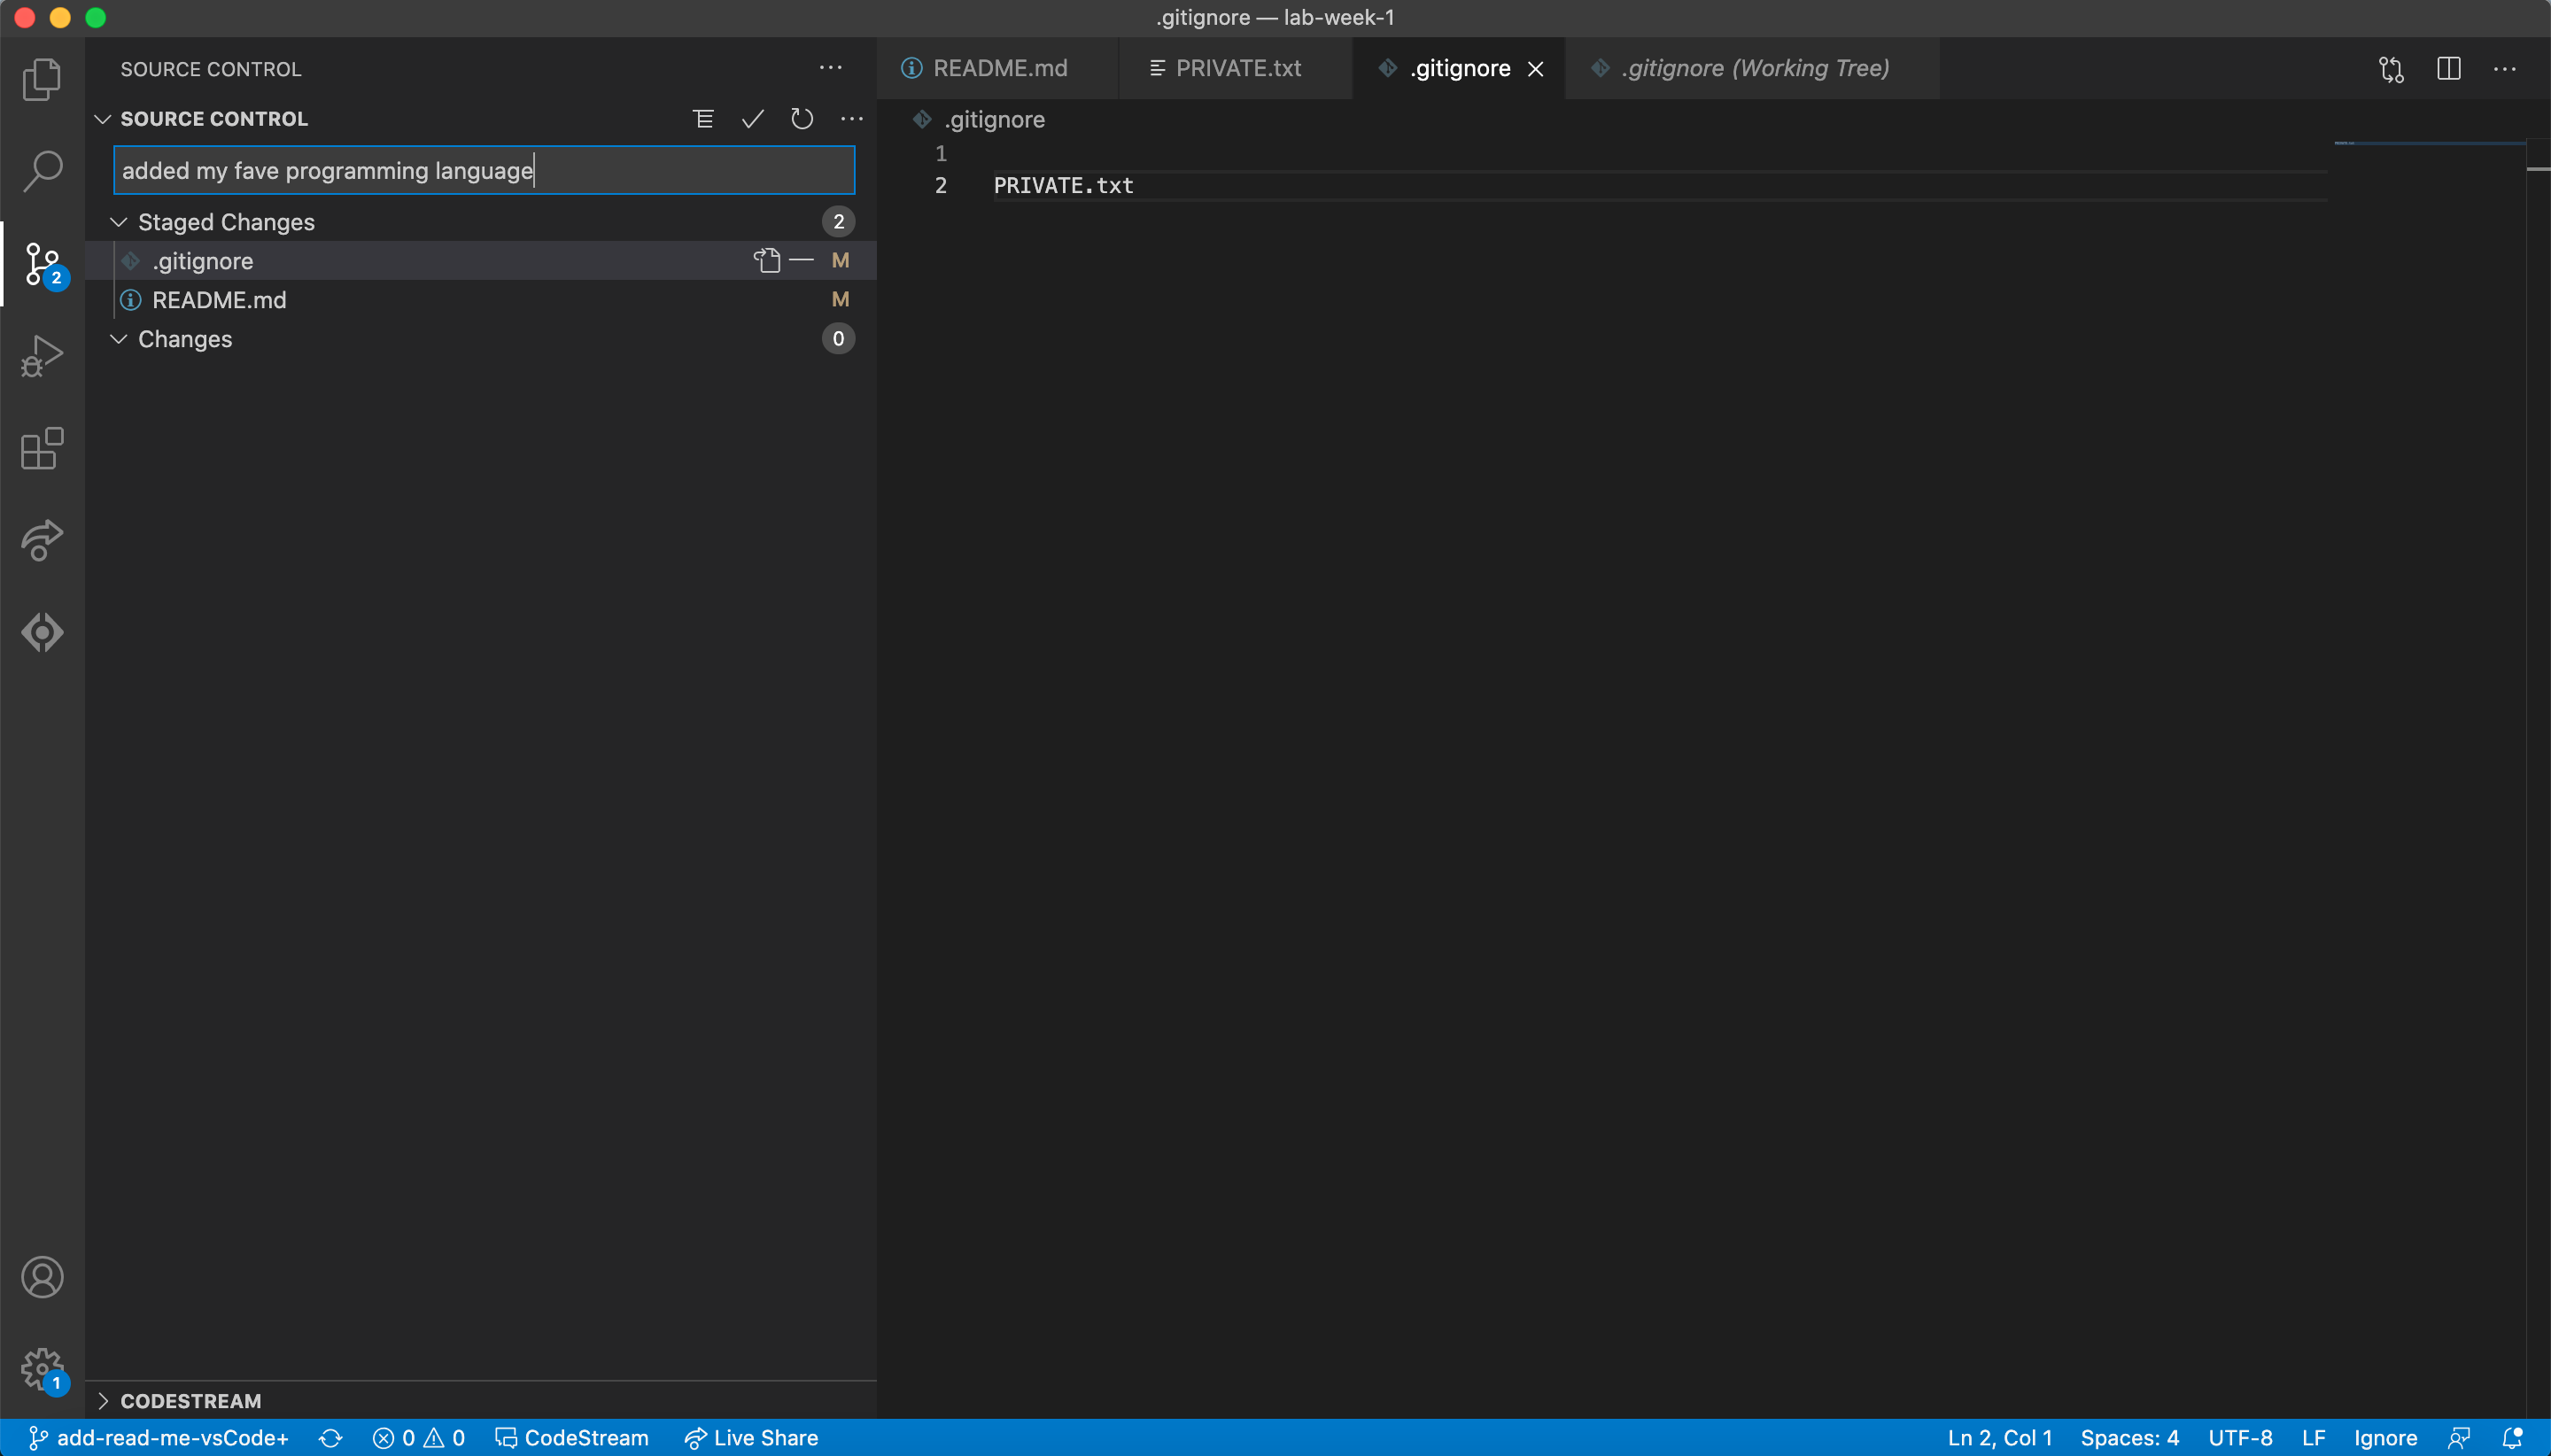 .gitignore — lab-week-1
SOURCE CONTROL
README.md
PRIVATE.txt
.gitignore
.gitignore (Working Tree)
SOURCE CONTROL
.gitignore
added my fave programming language
1
2 PRIVATE.txt
Staged Changes 2
.gitignore M
2
README.md M
Changes 0
1
CODESTREAM
add-read-me-vsCode+ 0 0 CodeStream Live Share Ln 2, Col 1 Spaces: 4 UTF-8 LF Ignore